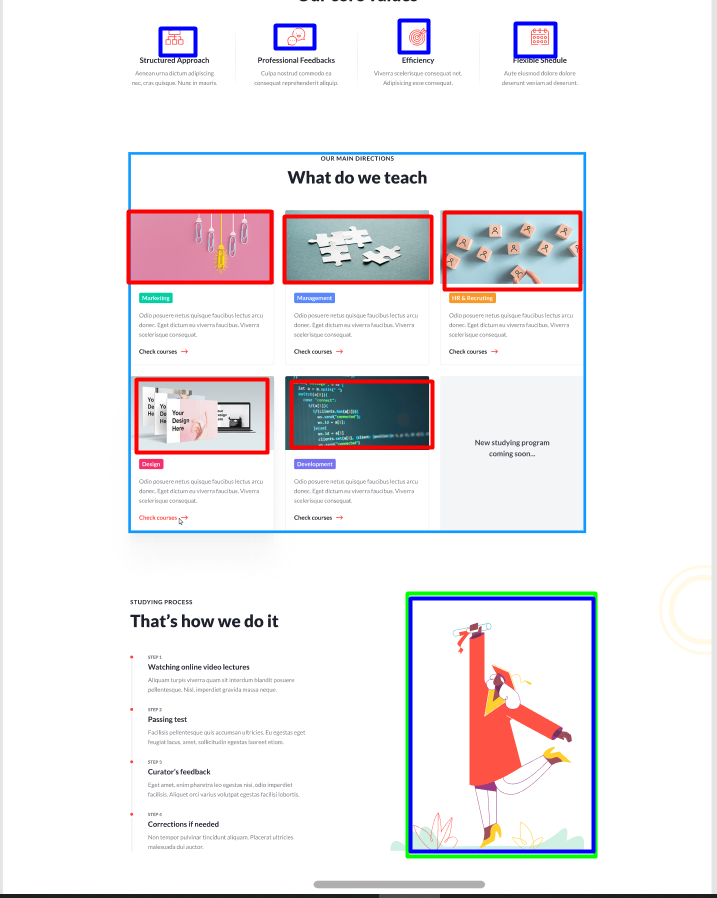 Our core values
Structured Approach
Aenean urna dictum adipiscing
nec, cras quisque. Nunc in mauris.
Professional Feedbacks
Culpa nostrud commodo ea
consequat reprehenderit aliquip.
Efficiency
Viverra scelerisque consequat net.
Adipisicing esse consequat.
Flexible Shedule
Aute eiusmod dolore dolore
deserunt veniam ad deserunt.
OUR MAIN DIRECTIONS
What do we teach
Marketing
Odio posuere netus quisque faucibus lectus arcu
donec. Eget dictum eu viverra faucibus. Viverra
scelerisque consequat.
Check courses
Management
Odio posuere netus quisque faucibus lectus arcu
donec. Eget dictum eu viverra faucibus. Viverra
scelerisque consequat.
Check courses
HR & Recruting
Odio posuere netus quisque faucibus lectus arcu
donec. Eget dictum eu viverra faucibus. Viverra
scelerisque consequat.
Check courses
Your
Design
Here
Design
Odio posuere netus quisque faucibus lectus arcu
donec. Eget dictum eu viverra faucibus. Viverra
scelerisque consequat.
Check courses
Development
Odio posuere netus quisque faucibus lectus arcu
donec. Eget dictum eu viverra faucibus. Viverra
scelerisque consequat.
Check courses
New studying program
coming soon...
STUDYING PROCESS
That's how we do it
STEP 1
Watching online video lectures
Aliquam turpis viverra quam sit interdum blandit posuere
pellentesque. Nisl, imperdiet gravida massa neque.
STEP 2
Passing test
Facilisis pellentesque quis accumsan ultricies. Eu egestas eget
feugiat lacus, amet, sollicitudin egestas laoreet etiam.
STEP 3
Curator's feedback
Eget amet, enim pharetra leo egestas nisi, odio imperdiet
facilisis. Aliquet orci varius volutpat egestas facilisi lobortis.
STEP 4
Corrections if needed
Non tempor pulvinar tincidunt aliquam. Placerat ultricies
malesuada dui auctor.